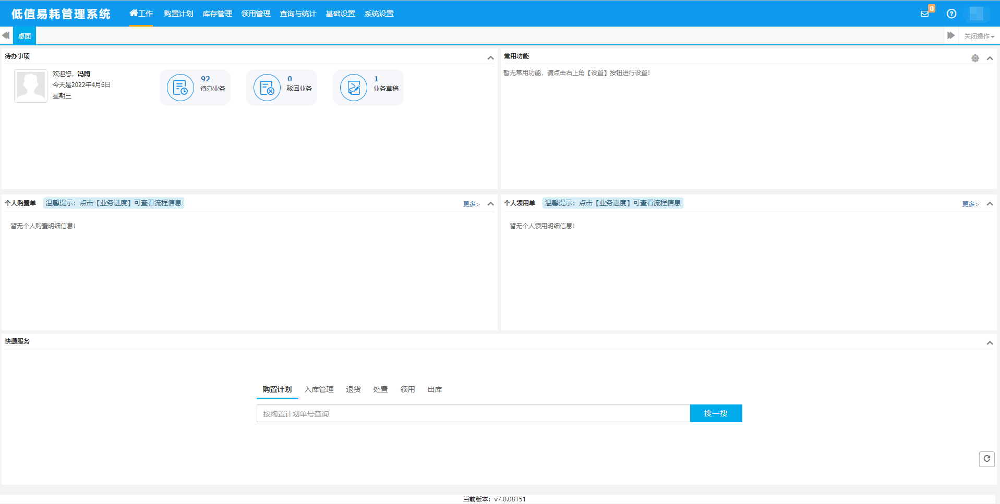 低值易耗管理系统 工作 购置计划 库存管理 领用管理 查询与统计 基础设置 系统设置 0
桌面 关闭操作
待办事项
欢迎您，冯陶
今天是2022年4月6日
星期三
92
待办业务
0
驳回业务
1
业务草稿
常用功能
暂无常用功能，请点击右上角【设置】按钮进行设置！
个人购置单 温馨提示：点击【业务进度】可查看流程信息 更多>
暂无个人购置明细信息！
个人领用单 温馨提示：点击【业务进度】可查看流程信息 更多>
暂无个人领用明细信息！
快捷服务
购置计划 入库管理 退货 处置 领用 出库
按购置计划单号查询 搜一搜
当前版本：v7.0.08T51